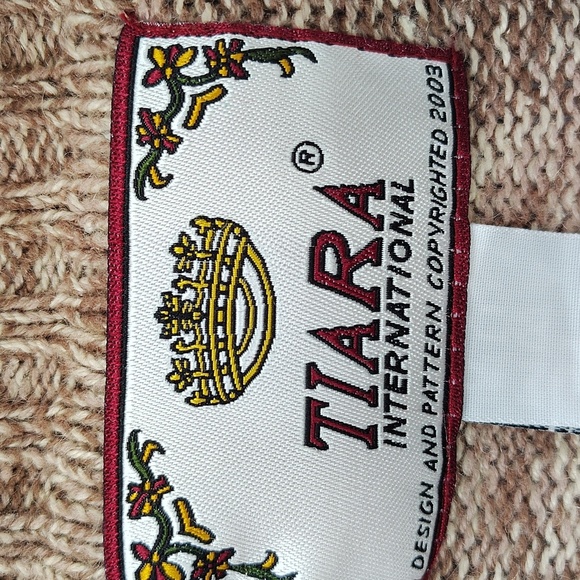 TIARA®
INTERNATIONAL
DESIGN AND PATTERN COPYRIGHTED 2003